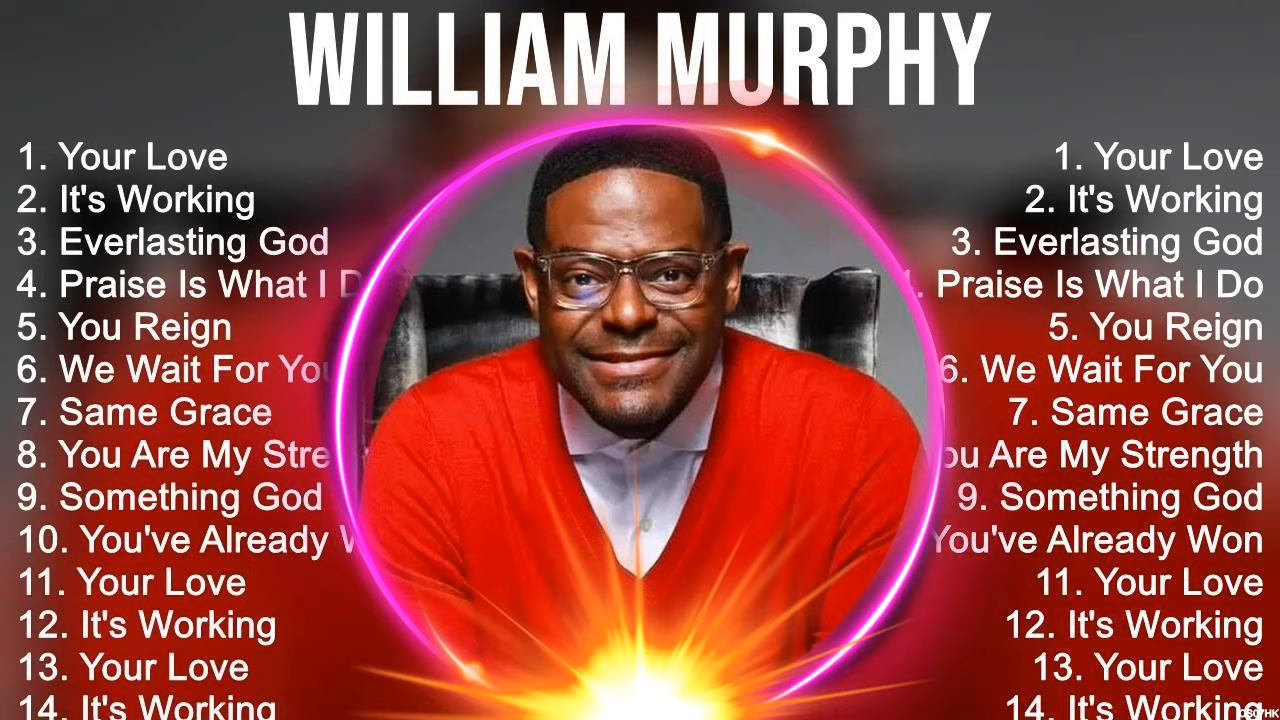 WILLIAM MURPHY
1. Your Love
2. It's Working
3. Everlasting God
4. Praise Is What I D
5. You Reign
6. We Wait For You
7. Same Grace
8. You Are My Stre
9. Something God
10. You've Already W
11. Your Love
12. It's Working
13. Your Love
14. It's Working
1. Your Love
2. It's Working
3. Everlasting God
. Praise Is What I Do
5. You Reign
6. We Wait For You
7. Same Grace
ou Are My Strength
9. Something God
You've Already Won
11. Your Love
12. It's Working
13. Your Love
14. It's Working